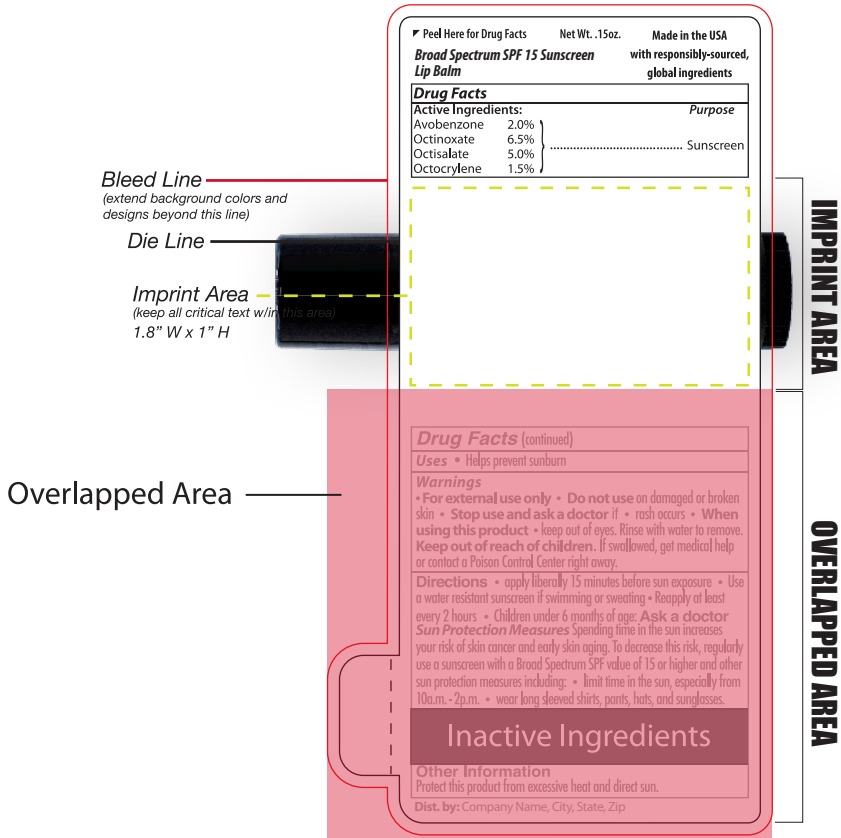 Peel Here for Drug Facts
Net Wt. .15oz.
Made in the USA
with responsibly-sourced,
global ingredients
Broad Spectrum SPF 15 Sunscreen
Lip Balm
Drug Facts
Active Ingredients: Purpose
Avobenzone 2.0%
Octinoxate 6.5%
Octisalate 5.0%
Octocrylene 1.5%
...................................... Sunscreen
Bleed Line
(extend background colors and
designs beyond this line)
Die Line
Imprint Area
(keep all critical text w/in this area)
1.8” W x 1” H
IMPRINT AREA
Overlapped Area
OVERLAPPED AREA
Drug Facts (continued)
Uses • Helps prevent sunburn
Warnings
• For external use only • Do not use on damaged or broken
skin • Stop use and ask a doctor if • rash occurs • When
using this product • keep out of eyes. Rinse with water to remove.
Keep out of reach of children. If swallowed, get medical help
or contact a Poison Control Center right away.
Directions • apply liberally 15 minutes before sun exposure • Use
a water resistant sunscreen if swimming or sweating • Reapply at least
every 2 hours • Children under 6 months of age: Ask a doctor
Sun Protection Measures Spending time in the sun increases
your risk of skin cancer and early skin aging. To decrease this risk, regularly
use a sunscreen with a Broad Spectrum SPF value of 15 or higher and other
sun protection measures including: • limit time in the sun, especially from
10a.m. - 2p.m. • wear long sleeved shirts, pants, hats, and sunglasses.
Inactive Ingredients
Other Information
Protect this product from excessive heat and direct sun.
Dist. by: Company Name, City, State, Zip